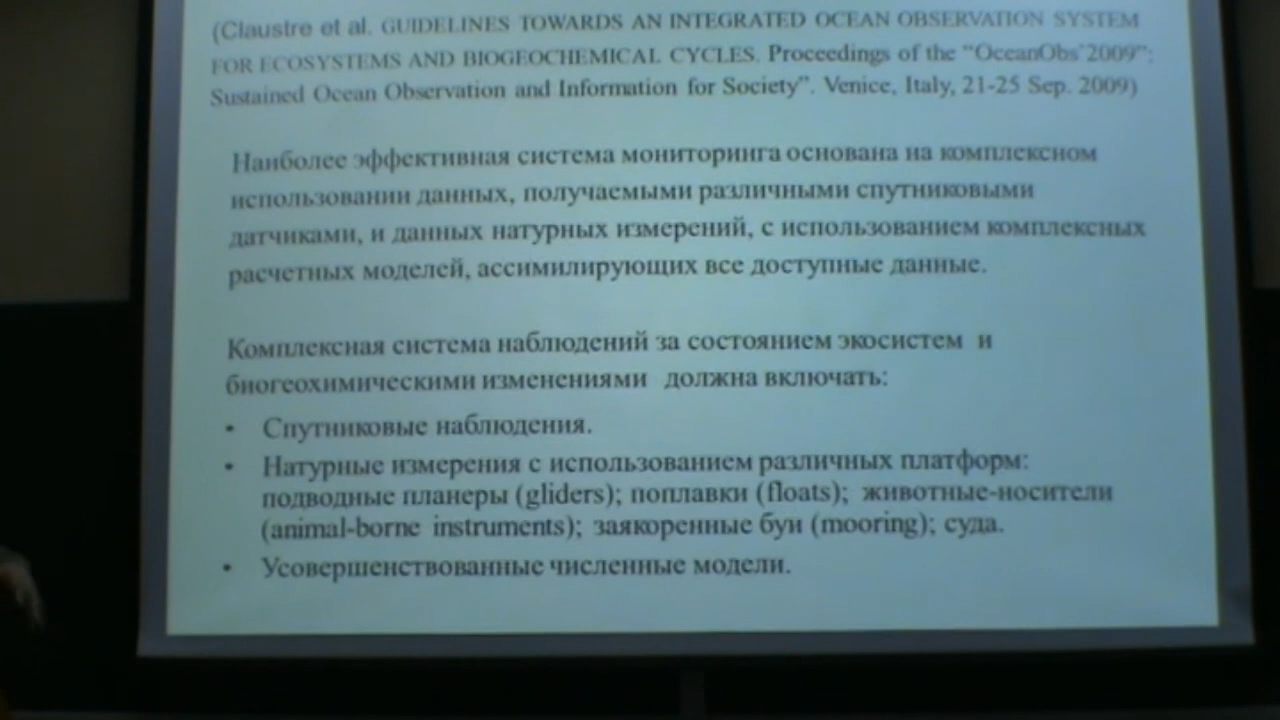 (Claustre et al. GUIDELINES TOWARDS AN INTEGRATED OCEAN OBSERVATION SYSTEM
FOR ECOSYSTEMS AND BIOGEOCHEMICAL CYCLES. Proceedings of the "OceanObs'2009":
Sustained Ocean Observation and Information for Society". Venice, Italy, 21-25 Sep. 2009)
Наиболее эффективная система мониторинга основана на комплексном
использовании данных, получаемыми различными спутниковыми
датчиками, и данных натурных измерений, с использованием комплексных
расчетных моделей, ассимилирующих все доступные данные.
Комплексная система наблюдений за состоянием экосистем и
биогеохимическими изменениями должна включать:
• Спутниковые наблюдения.
• Натурные измерения с использованием различных платформ:
подводные планеры (gliders); поплавки (floats); животные-носители
(animal-borne instruments); заякоренные буи (mooring); суда.
• Усовершенствованные численные модели.